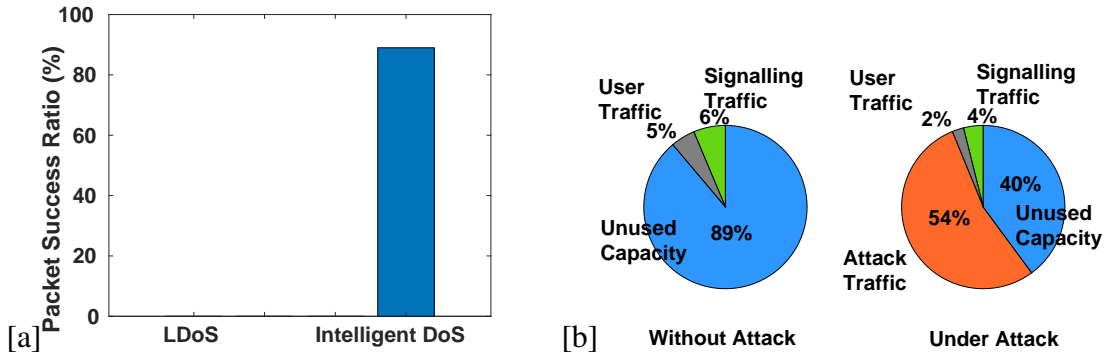 Packet Success Ratio (%)
100
80
60
40
20
0
LDoS
Intelligent DoS
[a]
User
Traffic
Signalling
Traffic
5%
6%
Unused
Capacity
89%
Without Attack
User
Traffic
Signalling
Traffic
2%
4%
40%
Unused
Capacity
54%
Attack
Traffic
Under Attack
[b]